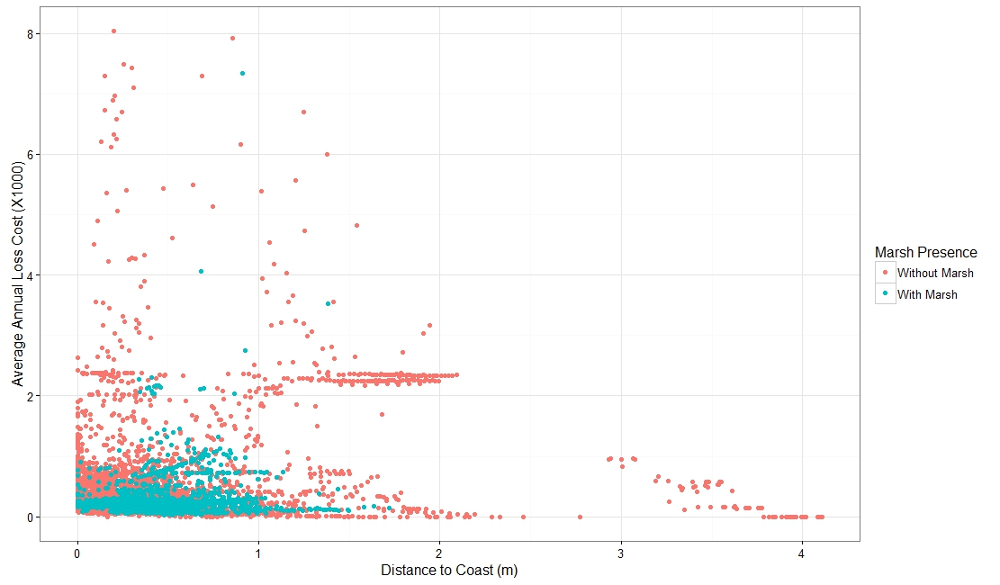 8
6
4
2
0
Average Annual Loss Cost (X1000)
0 1 2 3 4
Distance to Coast (m)
Marsh Presence
Without Marsh
With Marsh